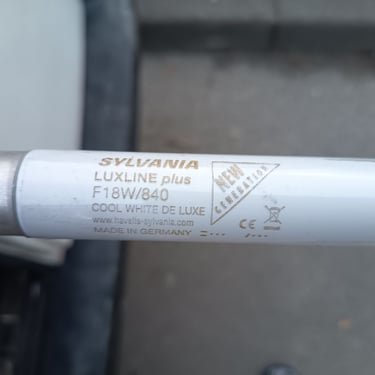 SYLVANIA
LUXLINE plus
F18W/840
COOL WHITE DE LUXE
www.havells-sylvania.com
MADE IN GERMANY
NEW
GENERATION
CE